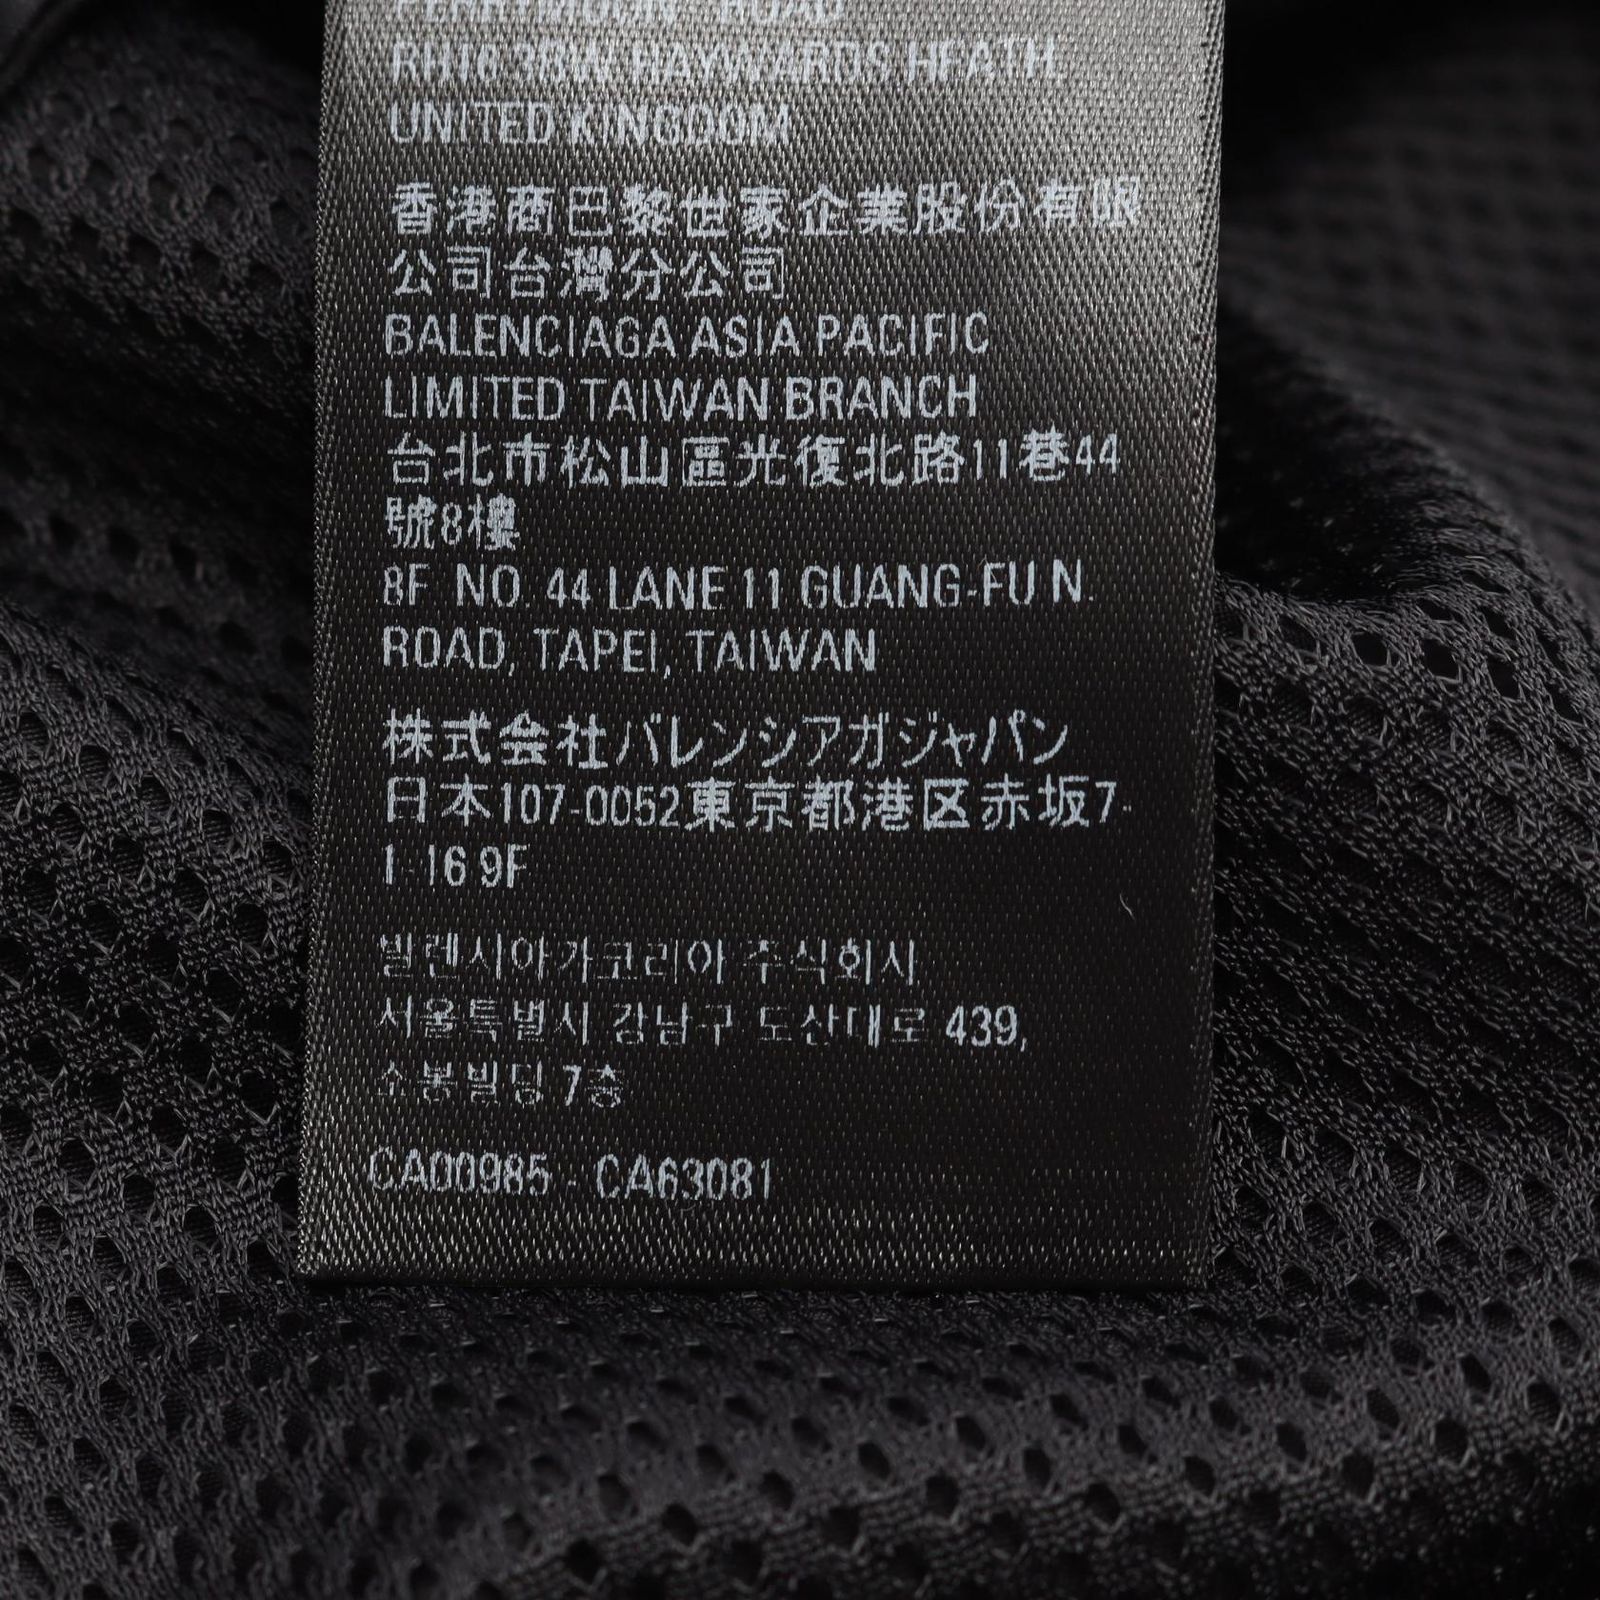 PERRYMOUN ROAD
RH16 3BW, HAYWARDS HEATH,
UNITED KINGDOM
香港商巴黎世家企業股份有限
公司台灣分公司
BALENCIAGA ASIA PACIFIC
LIMITED TAIWAN BRANCH
台北市松山區光復北路11巷44
號8樓
8F NO. 44 LANE 11 GUANG-FU N.
ROAD, TAPEI, TAIWAN
株式会社バレンシアガジャパン
日本107-0052東京都港区赤坂7-
1-16 9F
발렌시아가코리아 주식회사
서울특별시 강남구 도산대로 439,
소봉빌딩 7층
CA00985 - CA63081